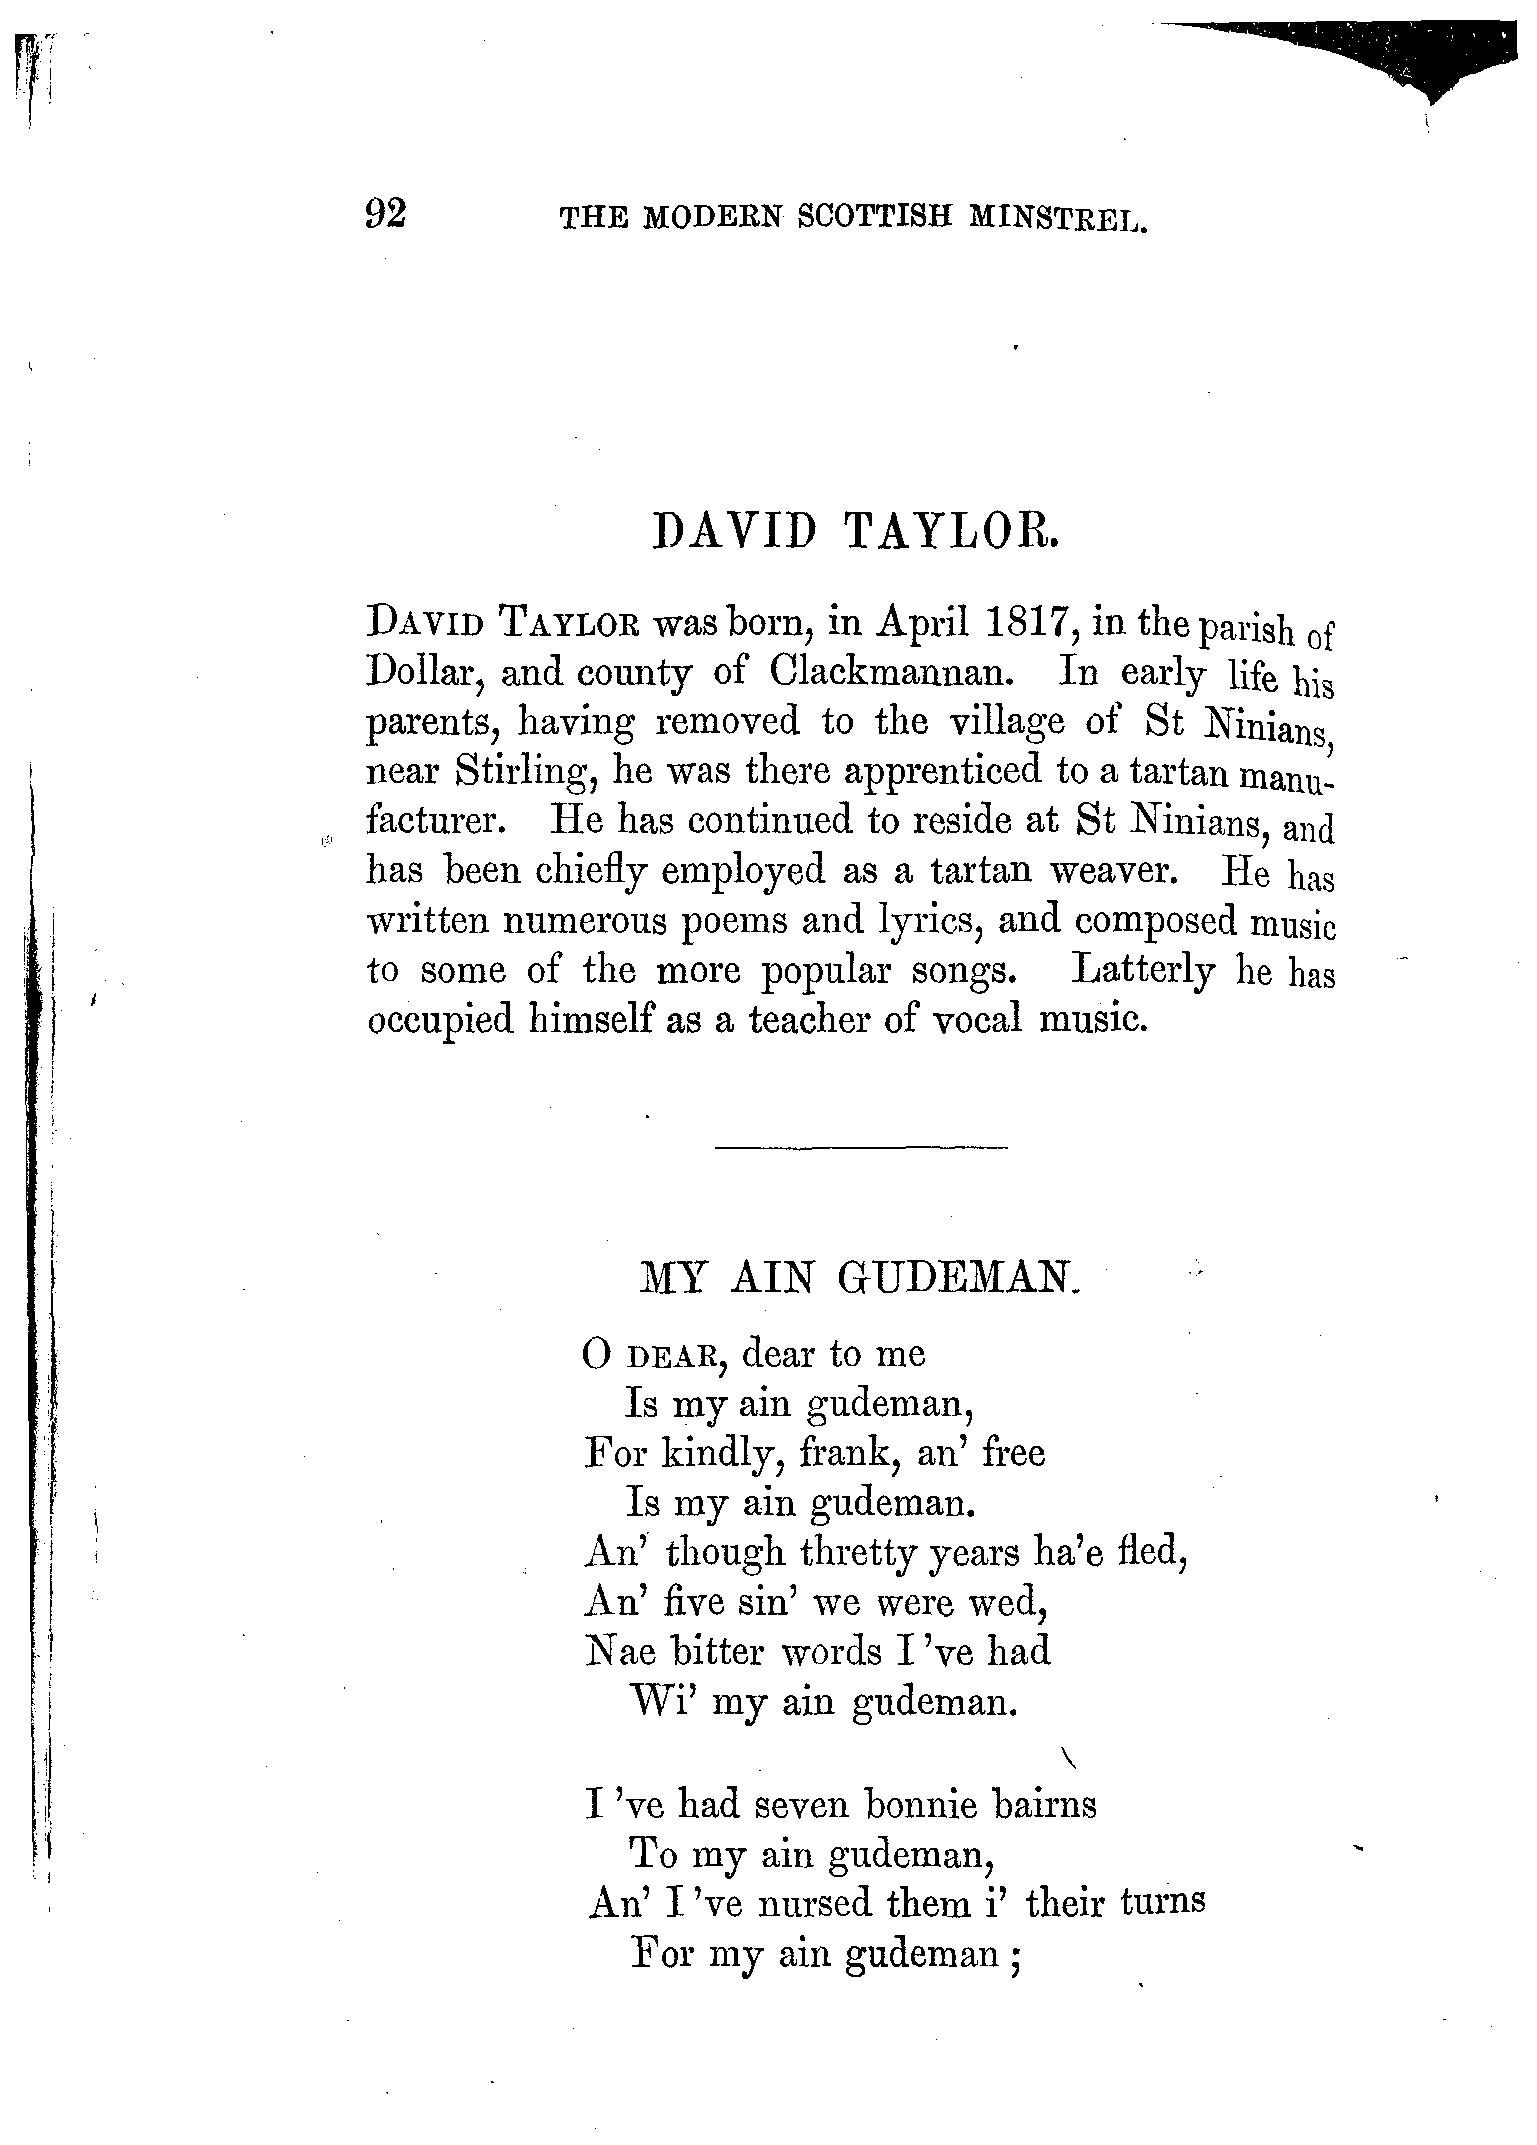 92 THE MODERN SCOTTISH MINSTREL.
DAVID TAYLOR.
DAVID TAYLOR was born, in April 1817, in the parish of
Dollar, and county of Clackmannan. In early life his
parents, having removed to the village of St Ninians,
near Stirling, he was there apprenticed to a tartan manu-
facturer. He has continued to reside at St Ninians, and
has been chiefly employed as a tartan weaver. He has
written numerous poems and lyrics, and composed music
to some of the more popular songs. Latterly he has
occupied himself as a teacher of vocal music.
MY AIN GUDEMAN.
O DEAR, dear to me
Is my ain gudeman,
For kindly, frank, an' free
Is my ain gudeman.
An' though thretty years ha'e fled,
An' five sin' we were wed,
Nae bitter words I 've had
Wi' my ain gudeman.
I 've had seven bonnie bairns
To my ain gudeman,
An' I 've nursed them i' their turns
For my ain gudeman ;